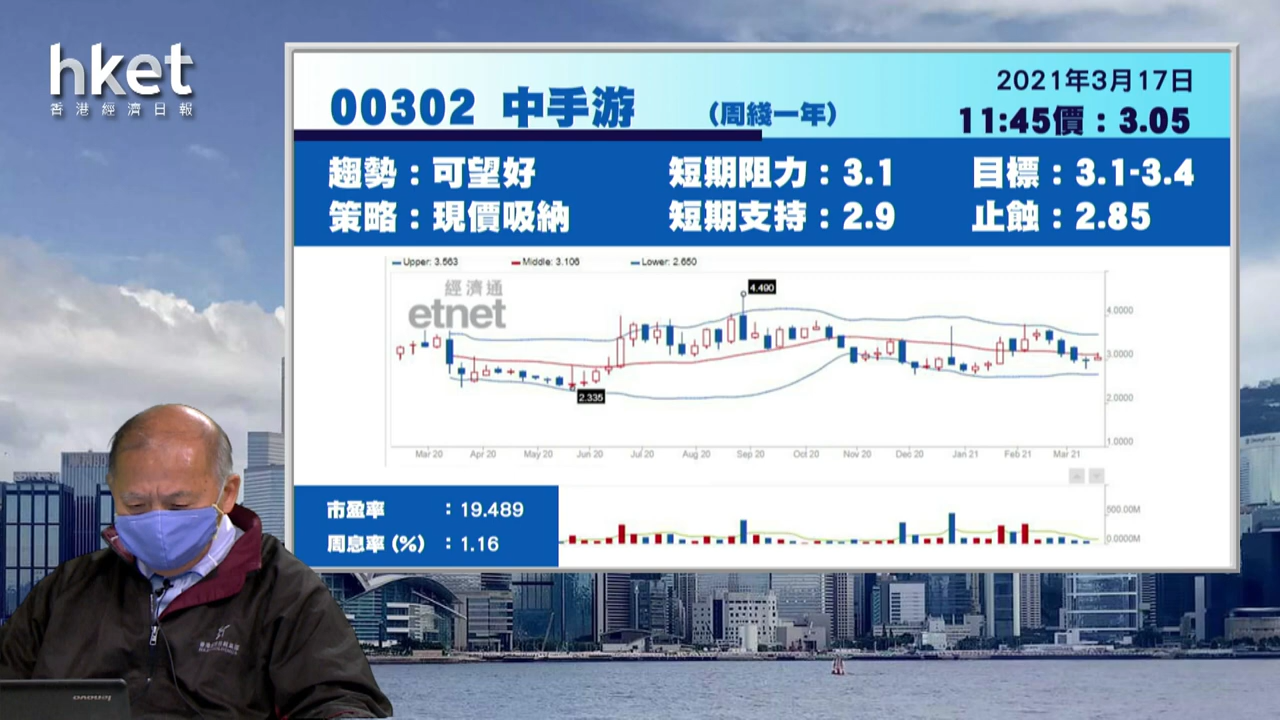 hket
香港經濟日報
00302 中手游
(周綫一年)
2021年3月17日
11:45價：3.05
趨勢：可望好
短期阻力：3.1
目標：3.1-3.4
策略：現價吸納
短期支持：2.9
止蝕：2.85
Upper: 3.563
Middle: 3.106
Lower: 2.650
經濟通
etnet
4.490
2.335
4.0000
3.0000
2.0000
1.0000
Mar 20
Apr 20
May 20
Jun 20
Jul 20
Aug 20
Sep 20
Oct 20
Nov 20
Dec 20
Jan 21
Feb 21
Mar 21
500.00M
0.0000M
市盈率 ：19.489
周息率 (%) ：1.16
lenovo